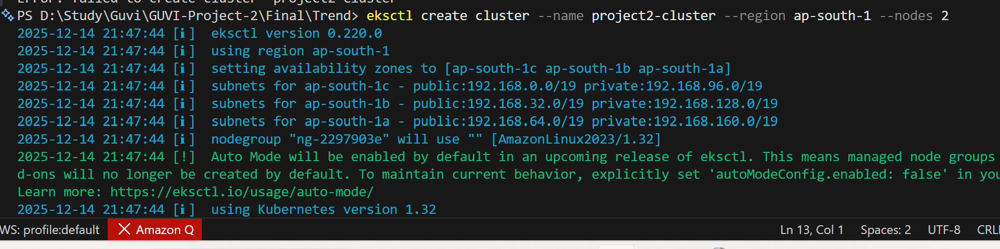 Error: failed to create cluster "project2-cluster"
PS D:\Study\Guvi\GUVI-Project-2\Final\Trend> eksctl create cluster --name project2-cluster --region ap-south-1 --nodes 2
2025-12-14 21:47:44 [ℹ]  eksctl version 0.220.0
2025-12-14 21:47:44 [ℹ]  using region ap-south-1
2025-12-14 21:47:44 [ℹ]  setting availability zones to [ap-south-1c ap-south-1b ap-south-1a]
2025-12-14 21:47:44 [ℹ]  subnets for ap-south-1c - public:192.168.0.0/19 private:192.168.96.0/19
2025-12-14 21:47:44 [ℹ]  subnets for ap-south-1b - public:192.168.32.0/19 private:192.168.128.0/19
2025-12-14 21:47:44 [ℹ]  subnets for ap-south-1a - public:192.168.64.0/19 private:192.168.160.0/19
2025-12-14 21:47:44 [ℹ]  nodegroup "ng-2297903e" will use "" [AmazonLinux2023/1.32]
2025-12-14 21:47:44 [!]  Auto Mode will be enabled by default in an upcoming release of eksctl. This means managed node groups
d-ons will no longer be created by default. To maintain current behavior, explicitly set 'autoModeConfig.enabled: false' in you
Learn more: https://eksctl.io/usage/auto-mode/
2025-12-14 21:47:44 [ℹ]  using Kubernetes version 1.32
WS: profile:default Amazon Q Ln 13, Col 1 Spaces: 2 UTF-8 CRL